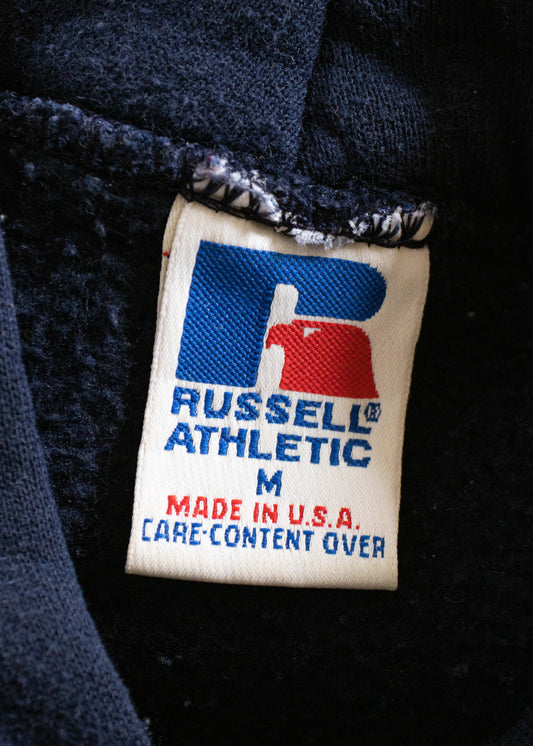 RUSSELL®
ATHLETIC
M
MADE IN U.S.A.
CARE-CONTENT OVER